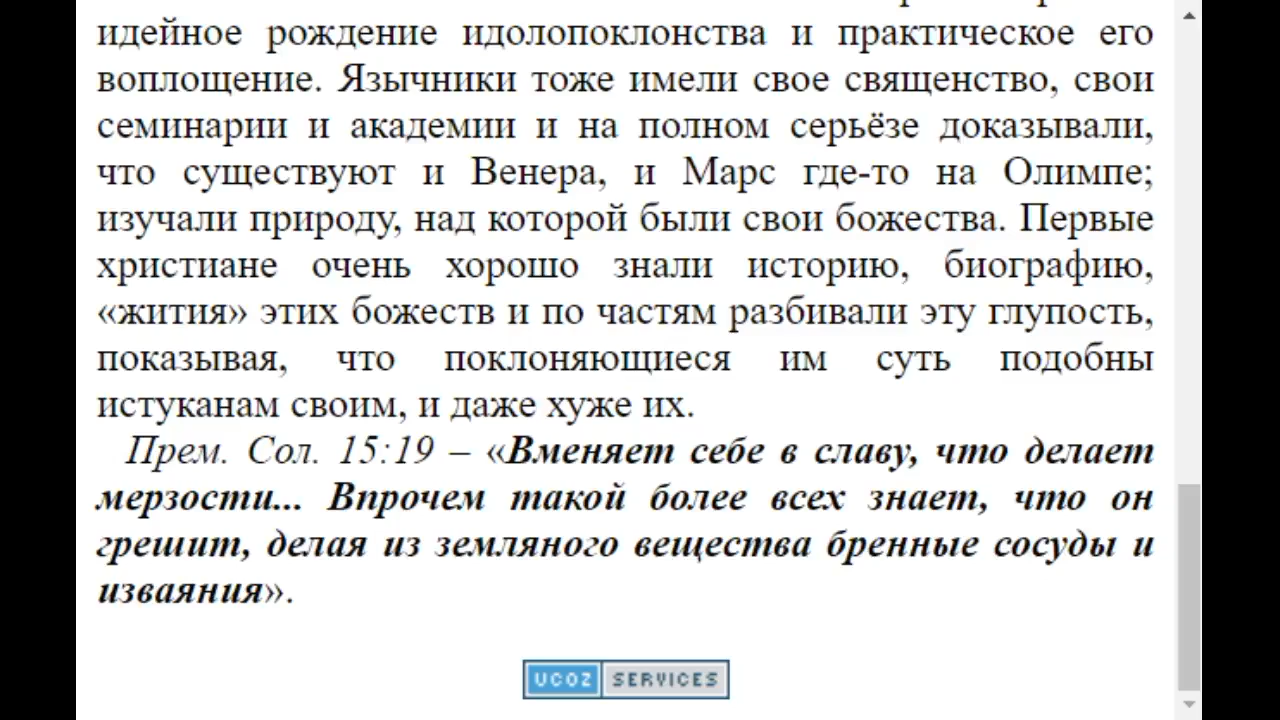 идейное рождение идолопоклонства и практическое его
воплощение. Язычники тоже имели свое священство, свои
семинарии и академии и на полном серьёзе доказывали,
что существуют и Венера, и Марс где-то на Олимпе;
изучали природу, над которой были свои божества. Первые
христиане очень хорошо знали историю, биографию,
«жития» этих божеств и по частям разбивали эту глупость,
показывая, что поклоняющиеся им суть подобны
истуканам своим, и даже хуже их.
Прем. Сол. 15:19 – «Вменяет себе в славу, что делает
мерзости... Впрочем такой более всех знает, что он
грешит, делая из земляного вещества бренные сосуды и
изваяния».
UCOZ SERVICES